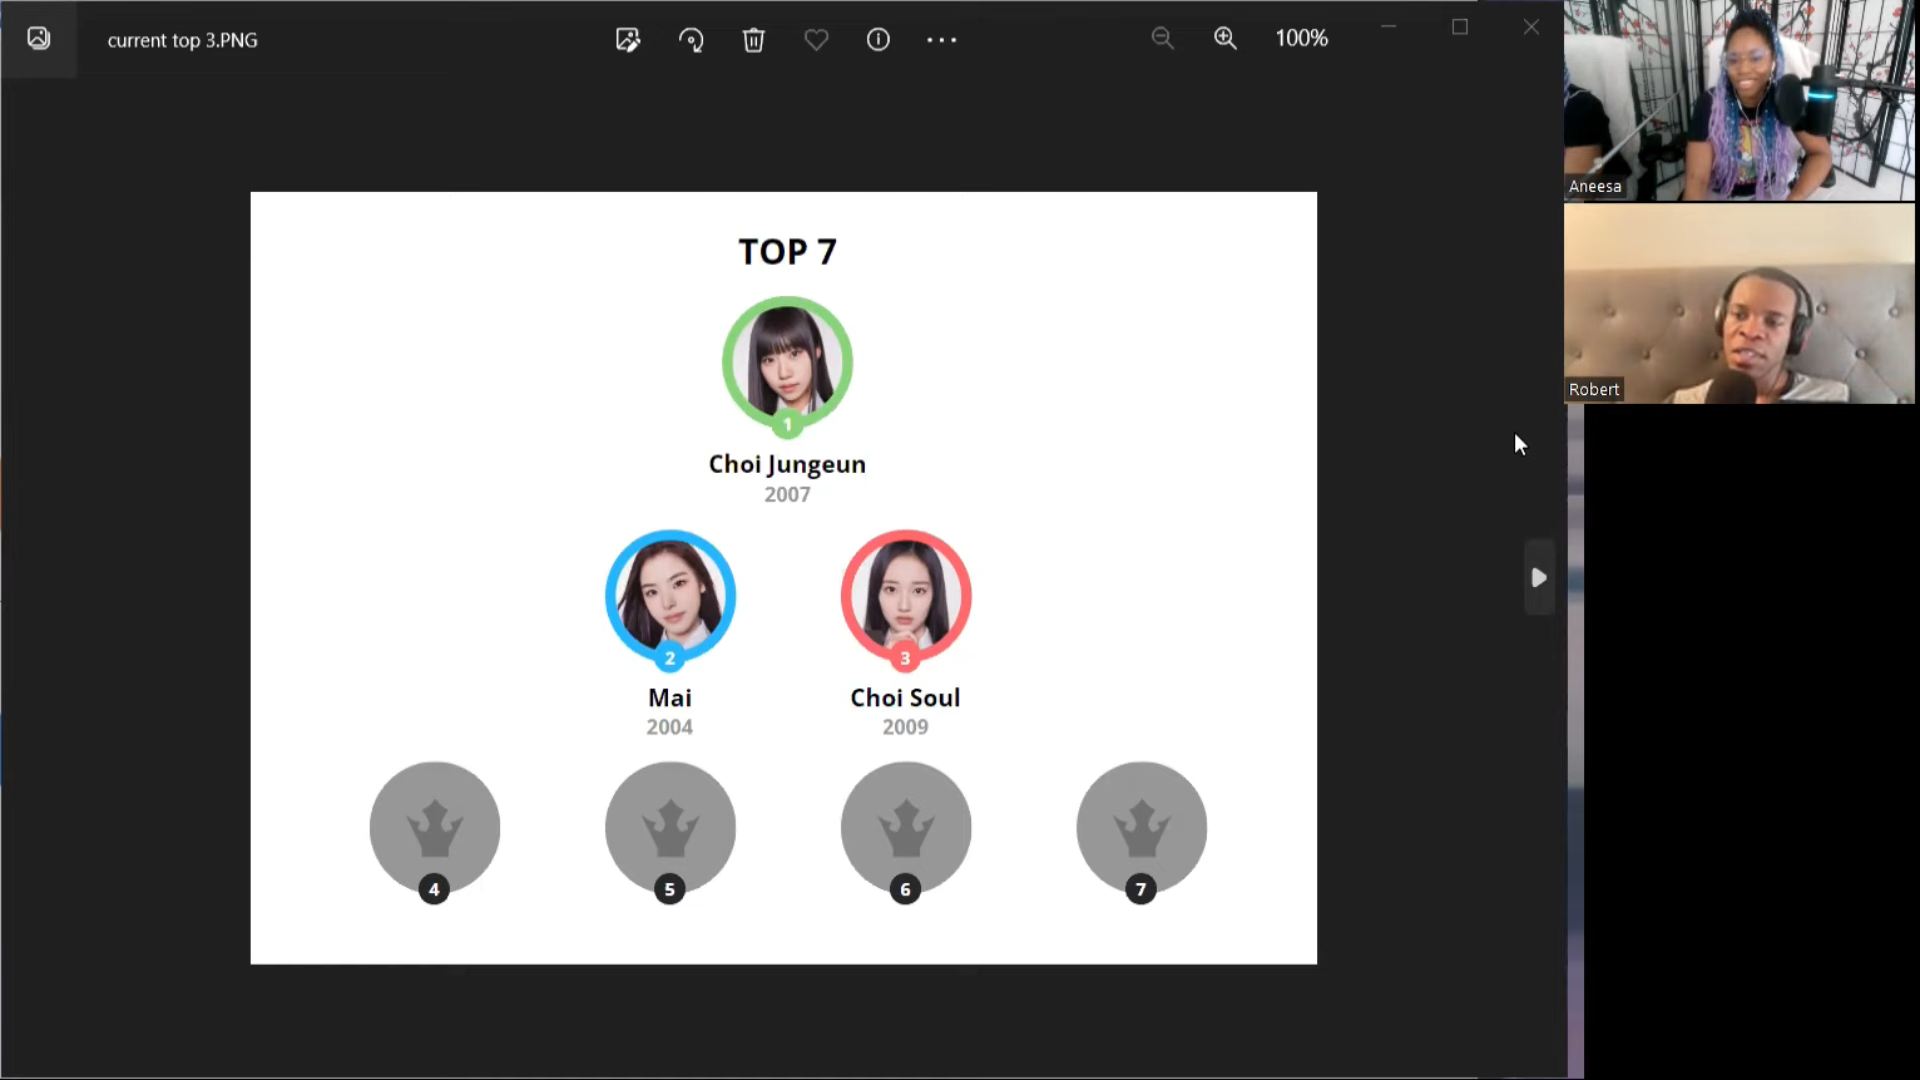 current top 3.PNG
100%
Aneesa
Robert
TOP 7
1
Choi Jungeun
2007
2
3
Mai
Choi Soul
2004
2009
4
5
6
7